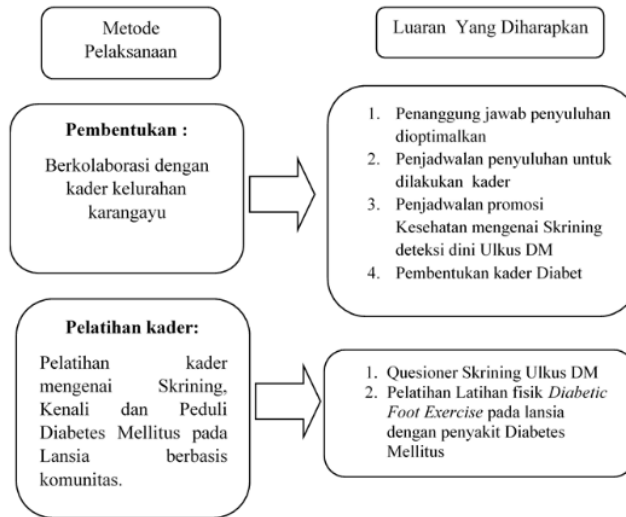 Metode
Pelaksanaan
Luaran Yang Diharapkan
Pembentukan :
Berkolaborasi dengan
kader kelurahan
karangayu
1. Penanggung jawab penyuluhan
dioptimalkan
2. Penjadwalan penyuluhan untuk
dilakukan kader
3. Penjadwalan promosi
Kesehatan mengenai Skrining
deteksi dini Ulkus DM
4. Pembentukan kader Diabet
Pelatihan kader:
Pelatihan kader
mengenai Skrining,
Kenali dan Peduli
Diabetes Mellitus pada
Lansia berbasis
komunitas.
1. Quesioner Skrining Ulkus DM
2. Pelatihan Latihan fisik Diabetic
Foot Exercise pada lansia
dengan penyakit Diabetes
Mellitus